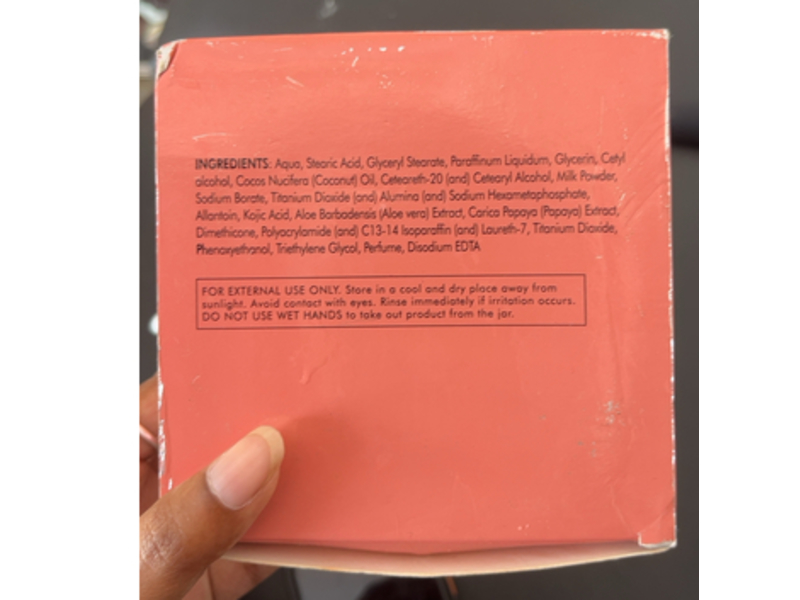 INGREDIENTS: Aqua, Stearic Acid, Glyceryl Stearate, Paraffinum Liquidum, Glycerin, Cetyl
alcohol, Cocos Nucifera (Coconut) Oil, Ceteareth-20 (and) Cetearyl Alcohol, Milk Powder,
Sodium Borate, Titanium Dioxide (and) Alumina (and) Sodium Hexametaphosphate,
Allantoin, Kojic Acid, Aloe Barbadensis (Aloe vera) Extract, Carica Papaya (Papaya) Extract,
Dimethicone, Polyacrylamide (and) C13-14 Isoparaffin (and) Laureth-7, Titanium Dioxide,
Phenoxyethanol, Triethylene Glycol, Perfume, Disodium EDTA
FOR EXTERNAL USE ONLY. Store in a cool and dry place away from
sunlight. Avoid contact with eyes. Rinse immediately if irritation occurs.
DO NOT USE WET HANDS to take out product from the jar.